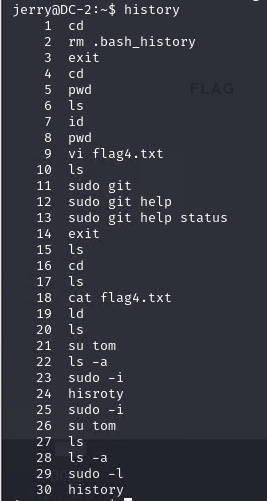 jerry@DC-2:~$ history
1 cd
2 rm .bash_history
3 exit
4 cd
5 pwd
FLAG
6 ls
7 id
8 pwd
9 vi flag4.txt
10 ls
11 sudo git
12 sudo git help
13 sudo git help status
14 exit
15 ls
16 cd
17 ls
18 cat flag4.txt
19 ld
20 ls
21 su tom
22 ls -a
23 sudo -i
24 hisroty
25 sudo -i
26 su tom
27 ls
28 ls -a
29 sudo -l
30 history